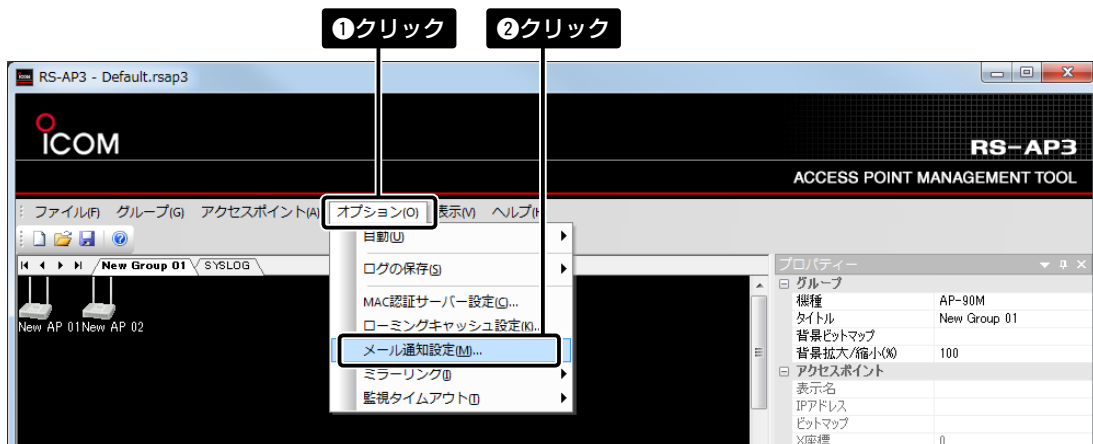 ❶クリック ❷クリック
RS-AP3 - Default.rsap3
ICOM
RS-AP3
ACCESS POINT MANAGEMENT TOOL
ファイル(F) グループ(G) アクセスポイント(A) オプション(O) 表示(V) ヘルプ(H
New Group 01 SYSLOG
New AP 01 New AP 02
自動(U)
ログの保存(S)
MAC認証サーバー設定(C)...
ローミングキャッシュ設定(K)...
メール通知設定(M)...
ミラーリング(I)
監視タイムアウト(T)
プロパティー
グループ
機種 AP-90M
タイトル New Group 01
背景ビットマップ
背景拡大/縮小(%) 100
アクセスポイント
表示名
IPアドレス
ビットマップ
X座標 0